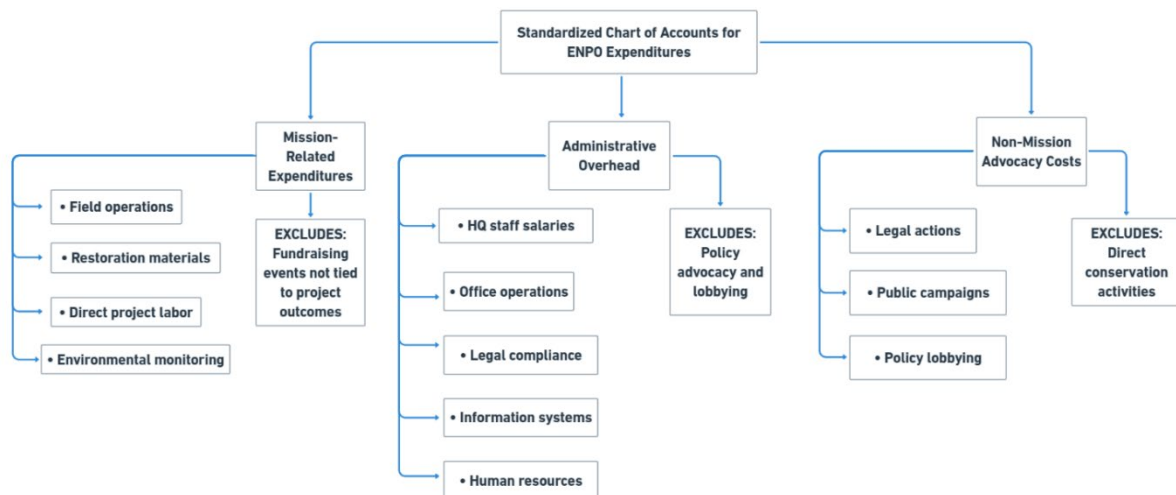 Standardized Chart of Accounts for
ENPO Expenditures
Mission-
Related
Expenditures
• Field operations
• Restoration materials
• Direct project labor
• Environmental monitoring
EXCLUDES:
Fundraising
events not tied
to project
outcomes
Administrative
Overhead
• HQ staff salaries
• Office operations
• Legal compliance
• Information systems
• Human resources
EXCLUDES:
Policy
advocacy and
lobbying
Non-Mission
Advocacy Costs
• Legal actions
• Public campaigns
• Policy lobbying
EXCLUDES:
Direct
conservation
activities